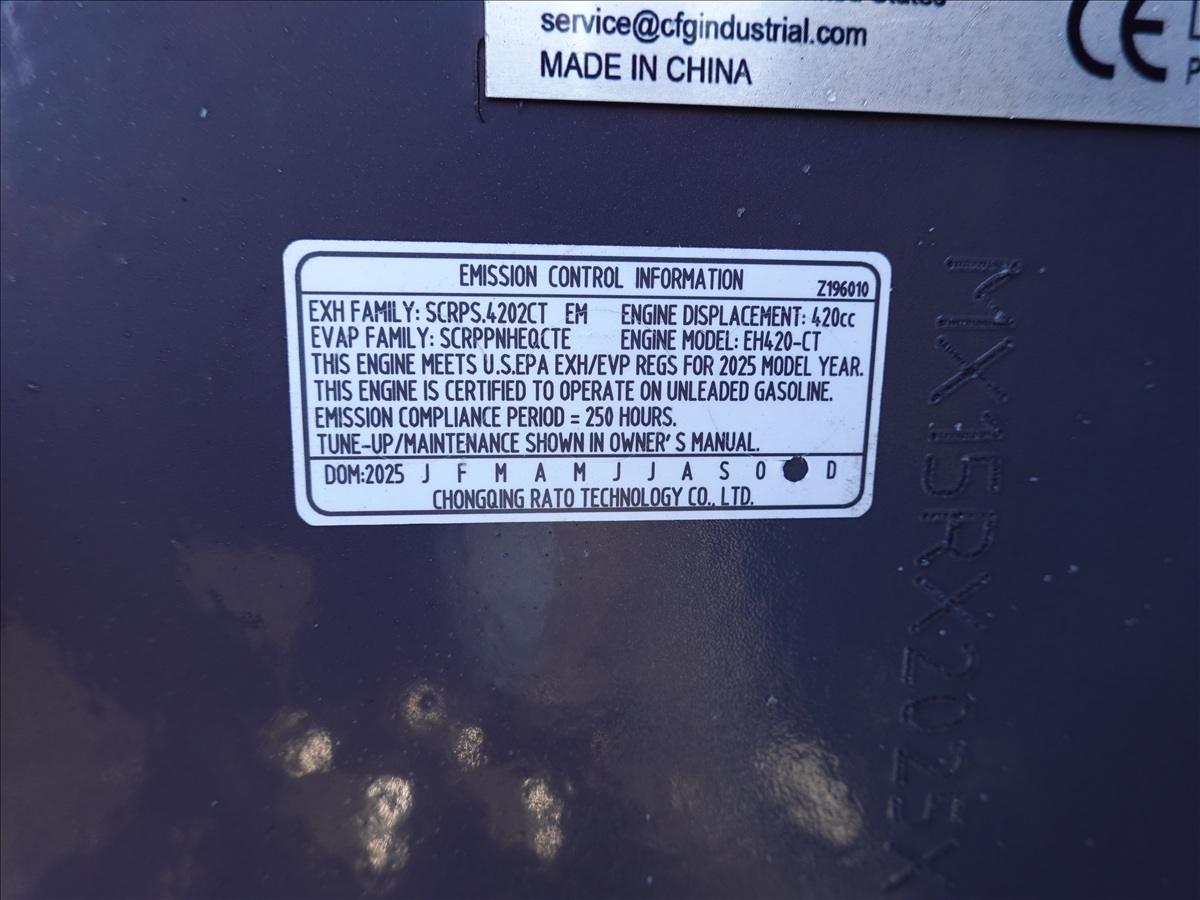 States
service@cfgindustrial.com
MADE IN CHINA
CE
EMISSION CONTROL INFORMATION Z196010
EXH FAMILY: SCRPS.4202CT EM ENGINE DISPLACEMENT: 420cc
EVAP FAMILY: SCRPPNHEQCTE ENGINE MODEL: EH420-CT
THIS ENGINE MEETS U.S.EPA EXH/EVP REGS FOR 2025 MODEL YEAR.
THIS ENGINE IS CERTIFIED TO OPERATE ON UNLEADED GASOLINE.
EMISSION COMPLIANCE PERIOD = 250 HOURS.
TUNE-UP/MAINTENANCE SHOWN IN OWNER'S MANUAL.
DOM:2025 J F M A M J J A S O D
CHONGQING RATO TECHNOLOGY CO., LTD.
MX15RX2025X